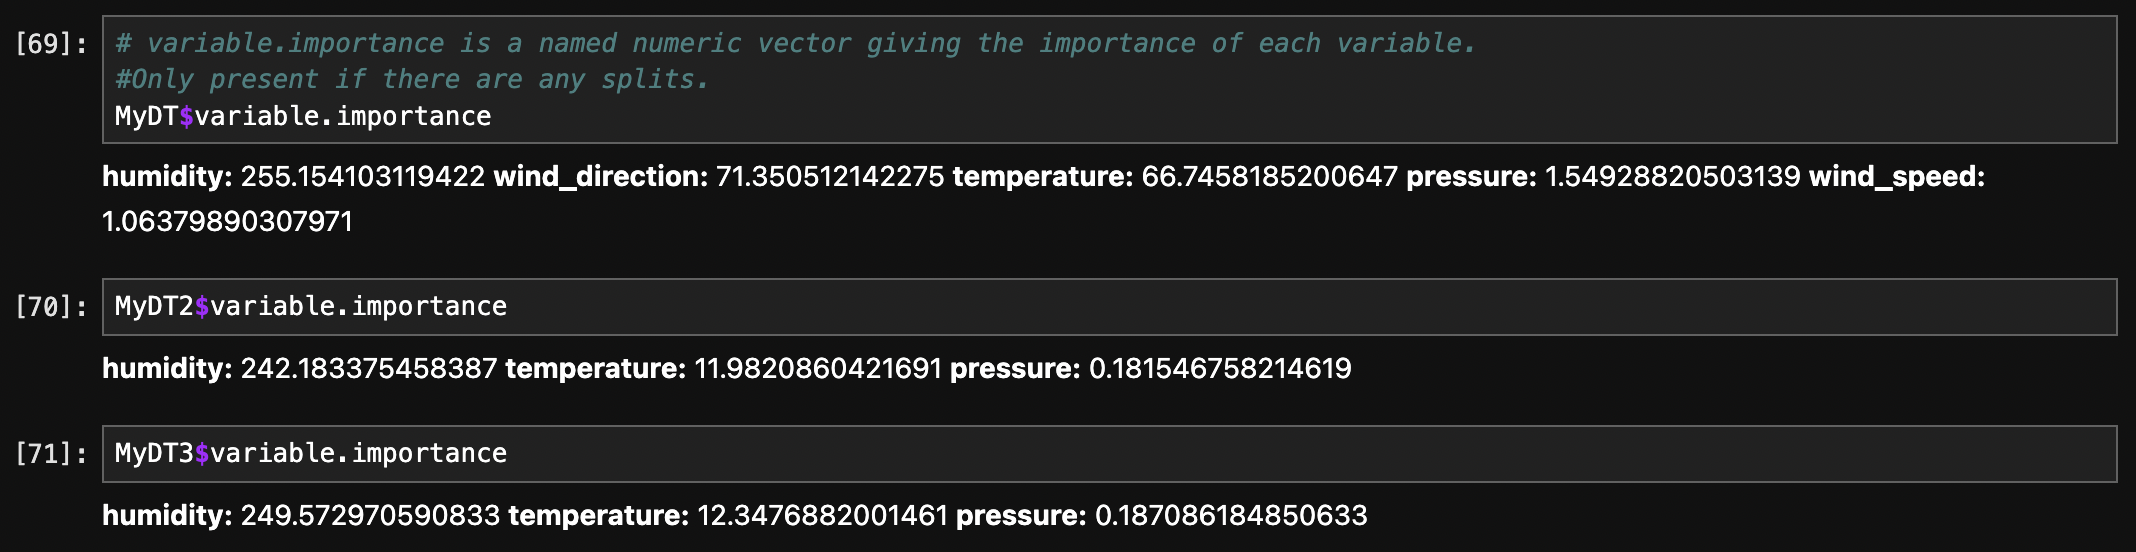 [69]: # variable.importance is a named numeric vector giving the importance of each variable.
#Only present if there are any splits.
MyDT$variable.importance
humidity: 255.154103119422 wind_direction: 71.350512142275 temperature: 66.7458185200647 pressure: 1.54928820503139 wind_speed:
1.06379890307971
[70]: MyDT2$variable.importance
humidity: 242.183375458387 temperature: 11.9820860421691 pressure: 0.181546758214619
[71]: MyDT3$variable.importance
humidity: 249.572970590833 temperature: 12.3476882001461 pressure: 0.187086184850633